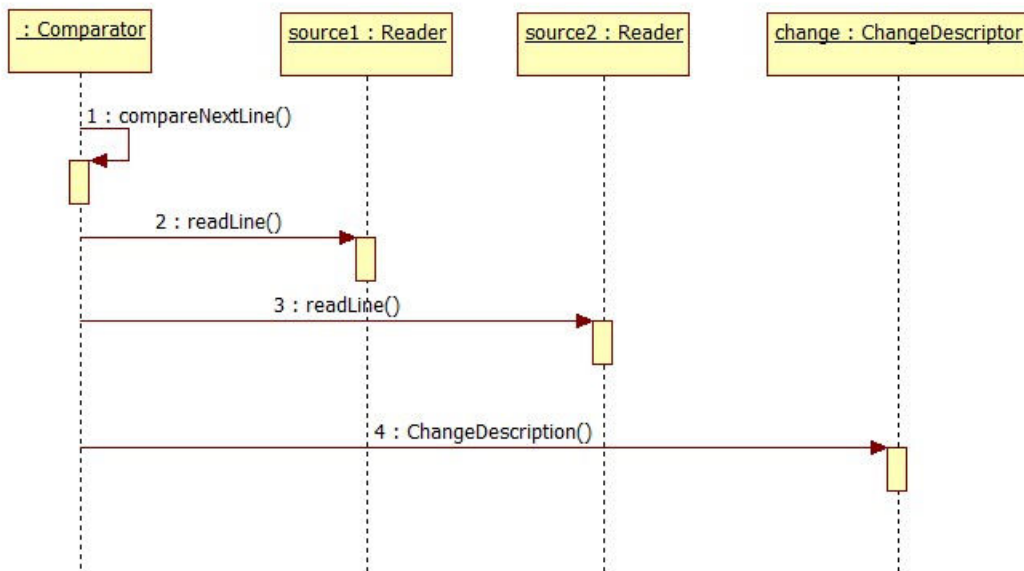 : Comparator
source1 : Reader
source2 : Reader
change : ChangeDescriptor
1 : compareNextLine()
2 : readLine()
3 : readLine()
4 : ChangeDescription()